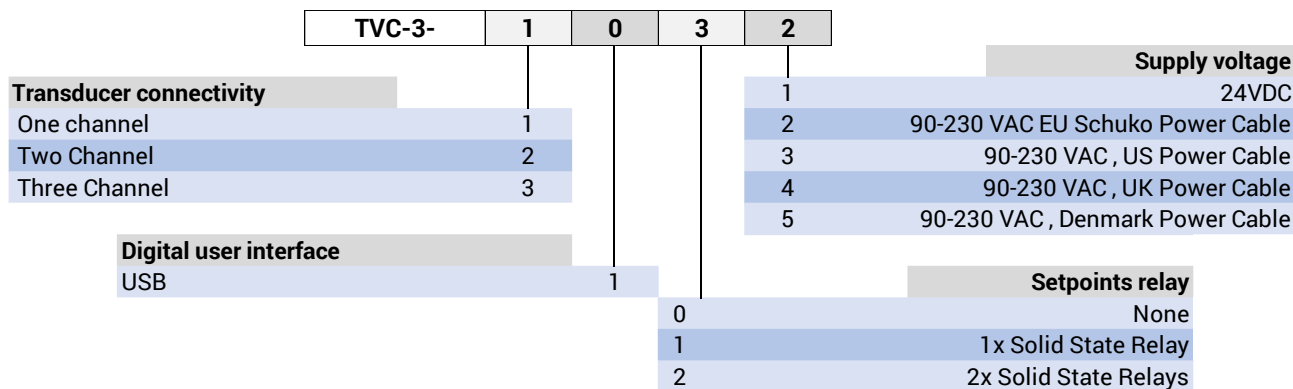 TVC-3- 1 0 3 2
Supply voltage
1 24VDC
2 90-230 VAC EU Schuko Power Cable
3 90-230 VAC , US Power Cable
4 90-230 VAC , UK Power Cable
5 90-230 VAC , Denmark Power Cable
Transducer connectivity
One channel 1
Two Channel 2
Three Channel 3
Digital user interface
USB 1
Setpoints relay
0 None
1 1x Solid State Relay
2 2x Solid State Relays